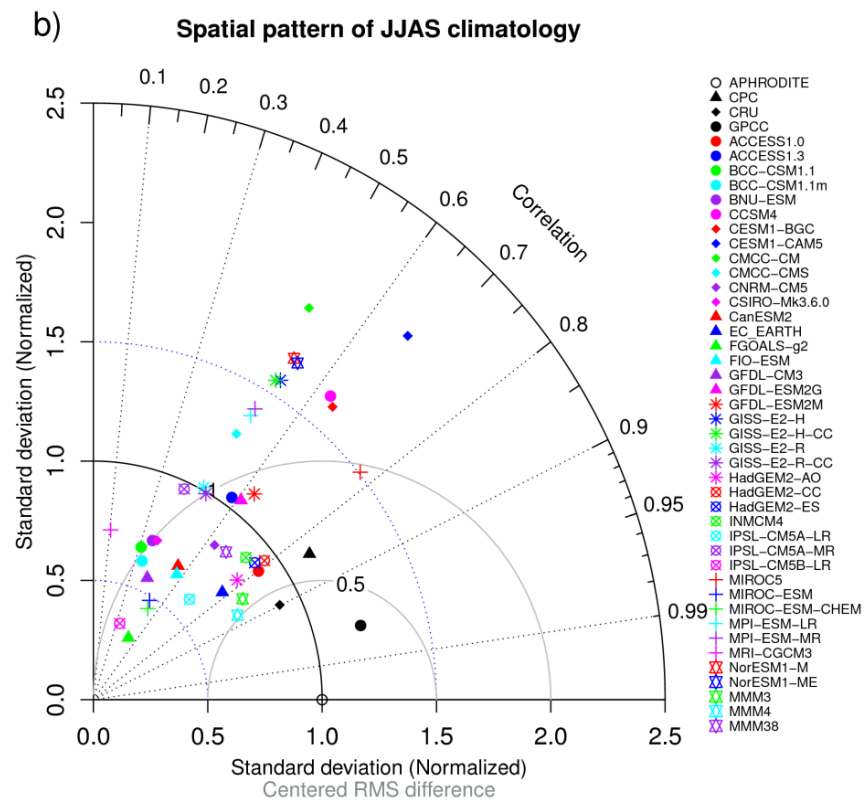 b)
Spatial pattern of JJAS climatology
0.1
0.2
0.3
0.4
0.5
0.6
0.7
0.8
0.9
0.95
0.99
Correlation
Standard deviation (Normalized)
2.5
2.0
1.5
1.0
0.5
0.0
1
0.5
0.0 0.5 1.0 1.5 2.0 2.5
Standard deviation (Normalized)
Centered RMS difference
APHRODITE
CPC
CRU
GPCC
ACCESS1.0
ACCESS1.3
BCC-CSM1.1
BCC-CSM1.1m
BNU-ESM
CCSM4
CESM1-BGC
CESM1-CAM5
CMCC-CM
CMCC-CMS
CNRM-CM5
CSIRO-Mk3.6.0
CanESM2
EC_EARTH
FGOALS-g2
FIO-ESM
GFDL-CM3
GFDL-ESM2G
GFDL-ESM2M
GISS-E2-H
GISS-E2-H-CC
GISS-E2-R
GISS-E2-R-CC
HadGEM2-AO
HadGEM2-CC
HadGEM2-ES
INMCM4
IPSL-CM5A-LR
IPSL-CM5A-MR
IPSL-CM5B-LR
MIROC5
MIROC-ESM
MIROC-ESM-CHEM
MPI-ESM-LR
MPI-ESM-MR
MRI-CGCM3
NorESM1-M
NorESM1-ME
MMM3
MMM4
MMM38